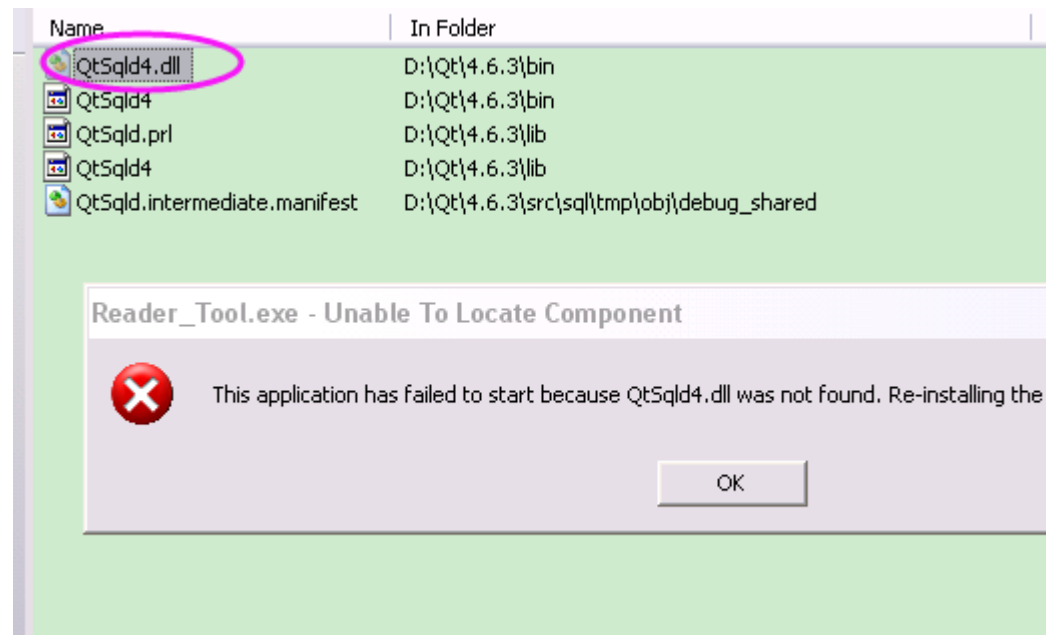 Name In Folder
QtSqld4.dll D:\Qt\4.6.3\bin
QtSqld4 D:\Qt\4.6.3\bin
QtSqld.prl D:\Qt\4.6.3\lib
QtSqld4 D:\Qt\4.6.3\lib
QtSqld.intermediate.manifest D:\Qt\4.6.3\src\sql\tmp\obj\debug_shared
Reader_Tool.exe - Unable To Locate Component
This application has failed to start because QtSqld4.dll was not found. Re-installing the
OK